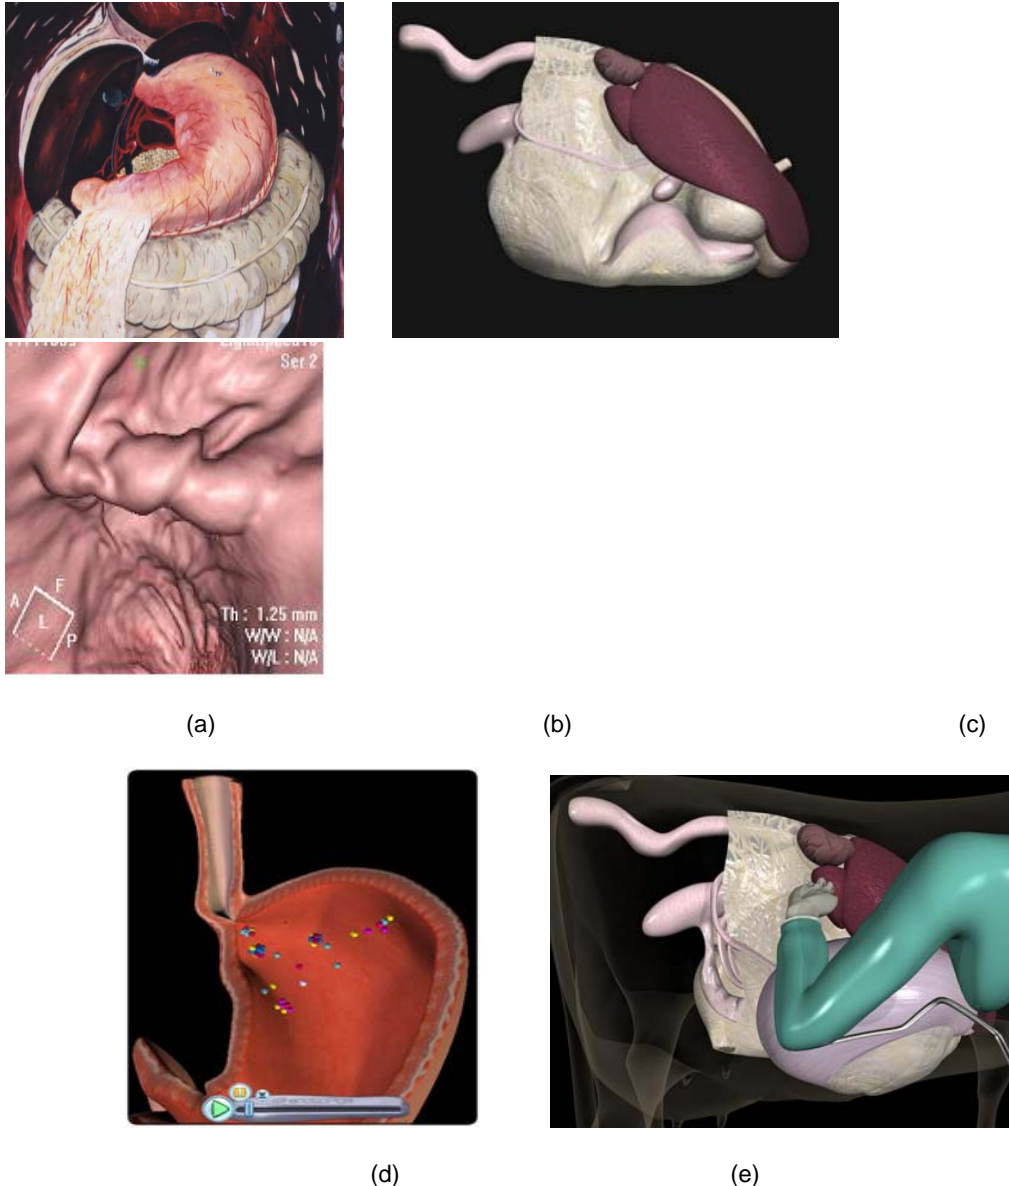 Ser 2
A
F
L
P
Th : 1.25 mm
W/W : N/A
W/L : N/A
(a) (b) (c)
(d) (e)